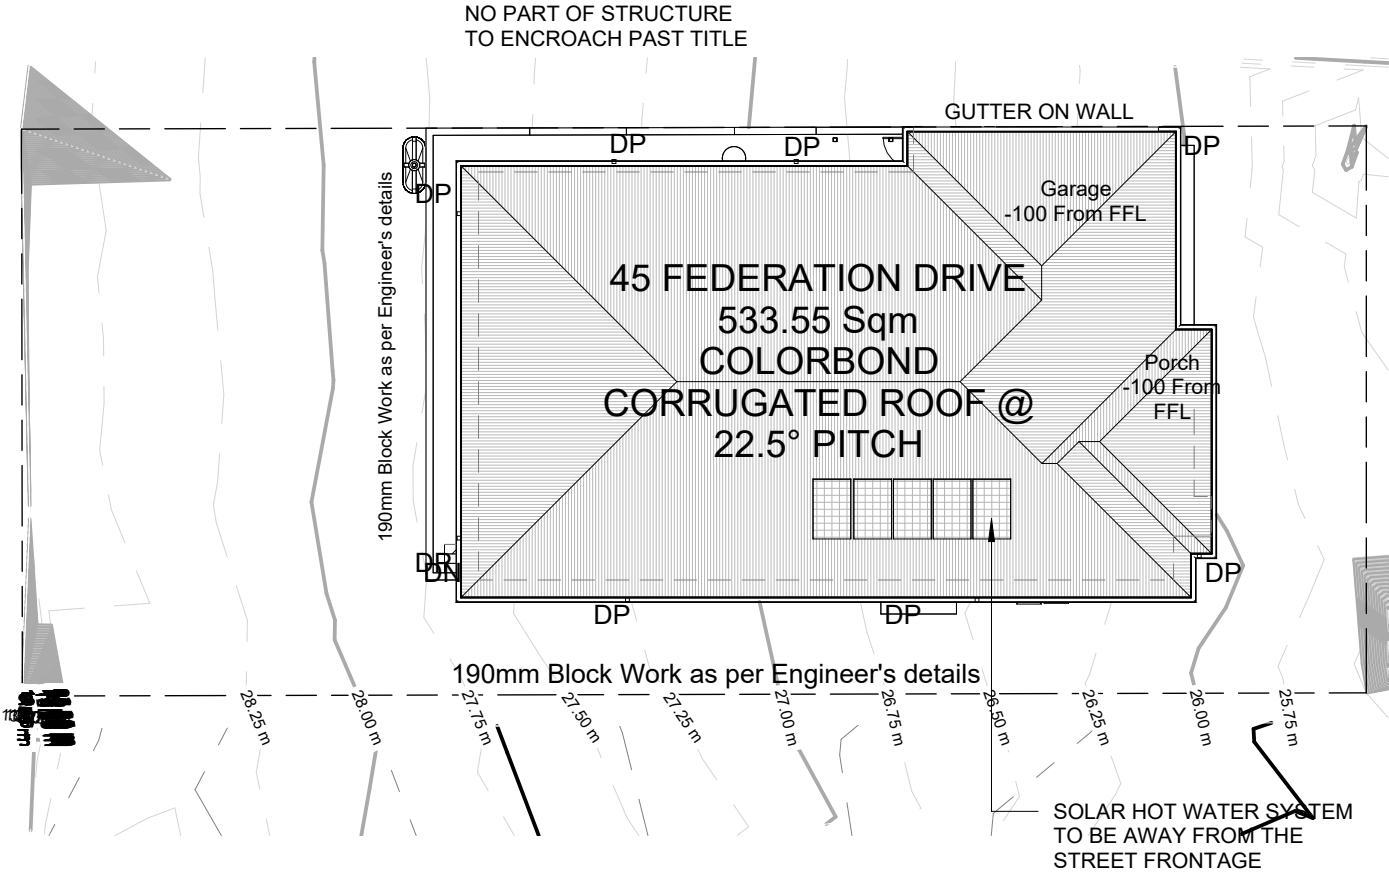 NO PART OF STRUCTURE
TO ENCROACH PAST TITLE
GUTTER ON WALL
DP
DP
DP
DP
Garage
-100 From FFL
190mm Block Work as per Engineer's details
45 FEDERATION DRIVE
533.55 Sqm
COLORBOND
CORRUGATED ROOF @
22.5° PITCH
Porch
-100 From
FFL
DP
DN
DP
DP
DP
190mm Block Work as per Engineer's details
28.25 m
28.00 m
27.75 m
27.50 m
27.25 m
27.00 m
26.75 m
26.50 m
26.25 m
26.00 m
25.75 m
SOLAR HOT WATER SYSTEM
TO BE AWAY FROM THE
STREET FRONTAGE